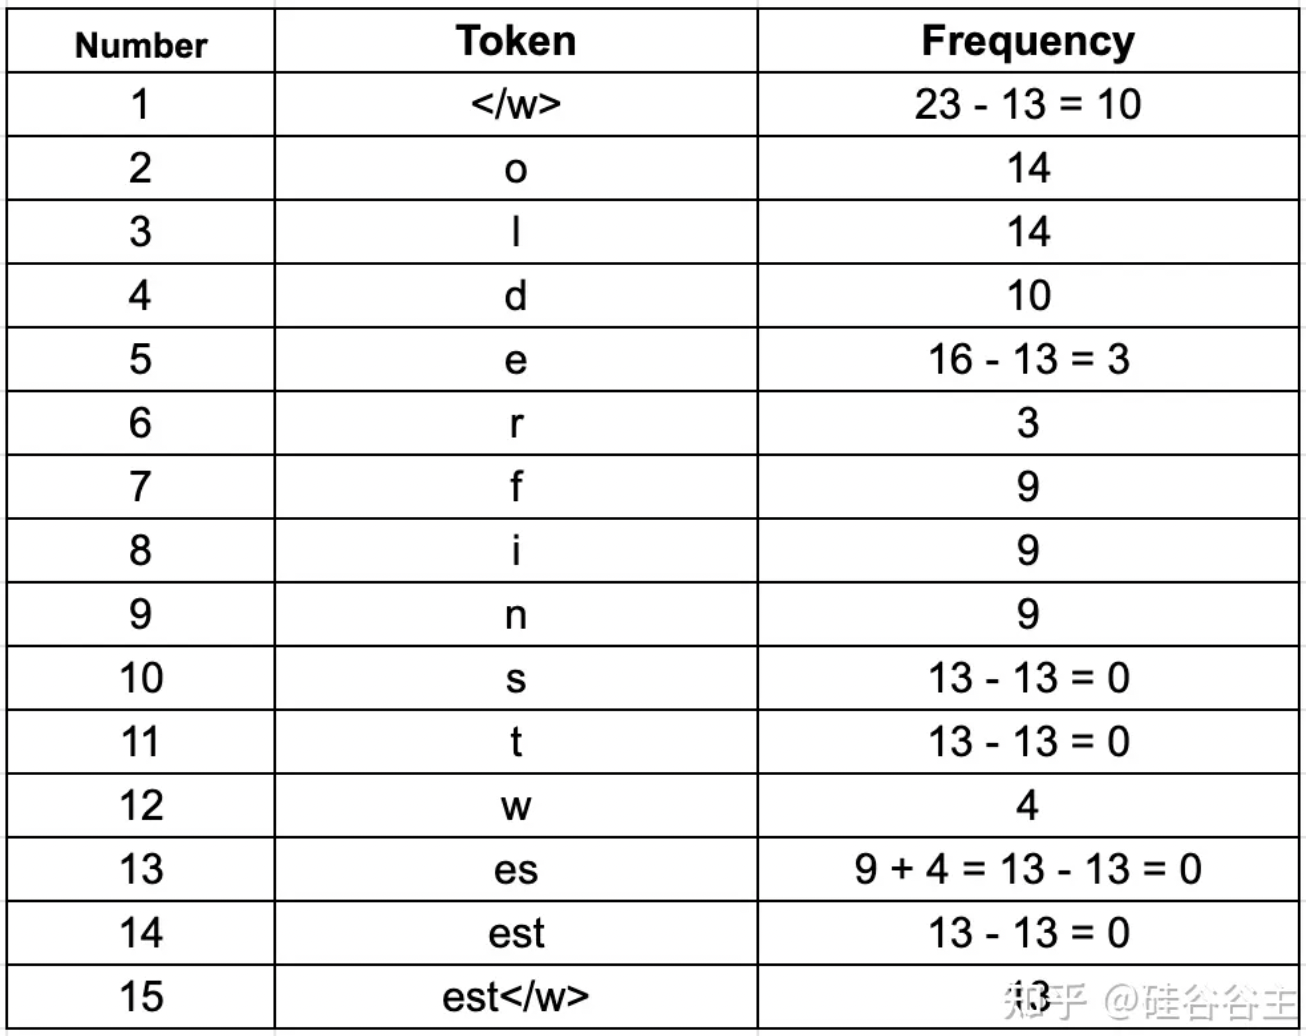 Number Token Frequency
1 </w> 23 - 13 = 10
2 o 14
3 l 14
4 d 10
5 e 16 - 13 = 3
6 r 3
7 f 9
8 i 9
9 n 9
10 s 13 - 13 = 0
11 t 13 - 13 = 0
12 w 4
13 es 9 + 4 = 13 - 13 = 0
14 est 13 - 13 = 0
15 est</w> 13
知乎 @硅谷谷主